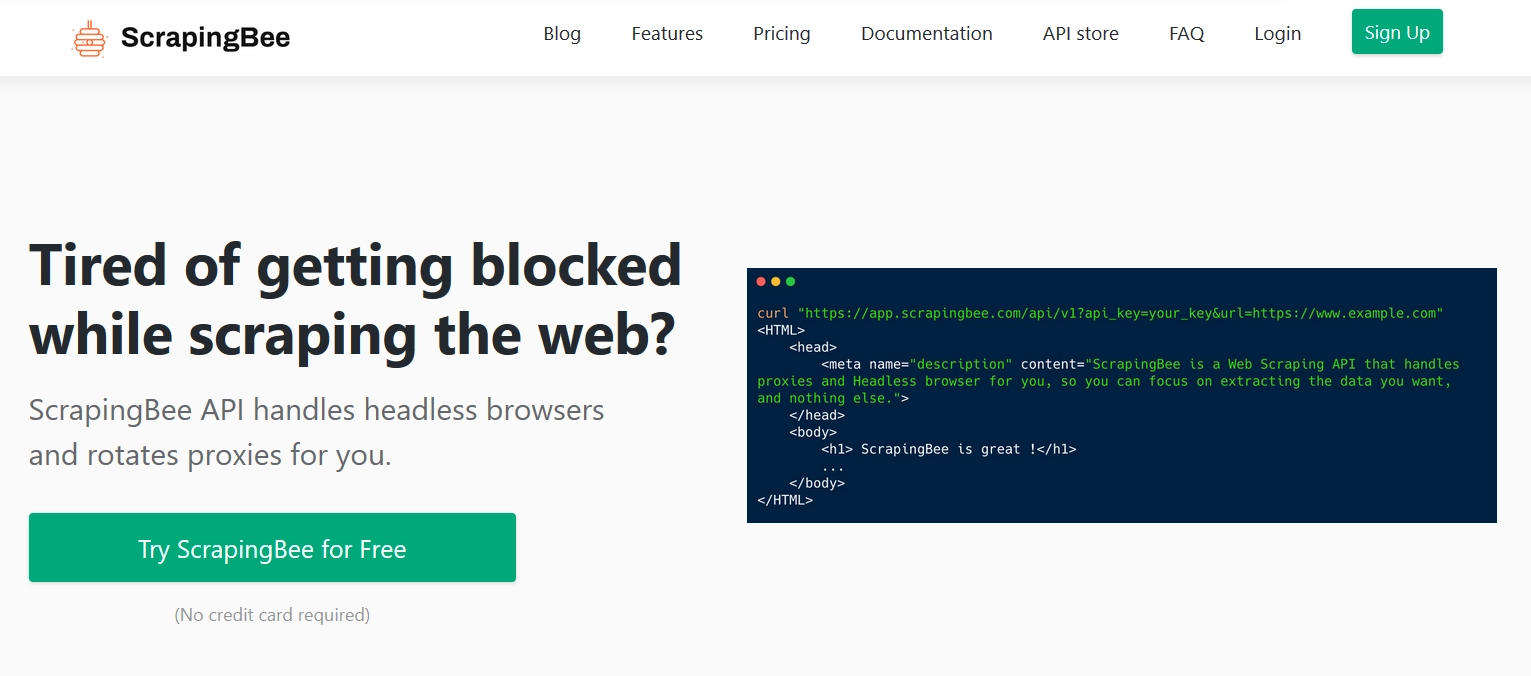 ScrapingBee
Blog
Features
Pricing
Documentation
API store
FAQ
Login
Sign Up
Tired of getting blocked
while scraping the web?
ScrapingBee API handles headless browsers
and rotates proxies for you.
Try ScrapingBee for Free
(No credit card required)
curl "https://app.scrapingbee.com/api/v1?api_key=your_key&url=https://www.example.com"
<HTML>
    <head>
        <meta name="description" content="ScrapingBee is a Web Scraping API that handles
proxies and Headless browser for you, so you can focus on extracting the data you want,
and nothing else.">
    </head>
    <body>
        <h1> ScrapingBee is great !</h1>
        ...
    </body>
</HTML>